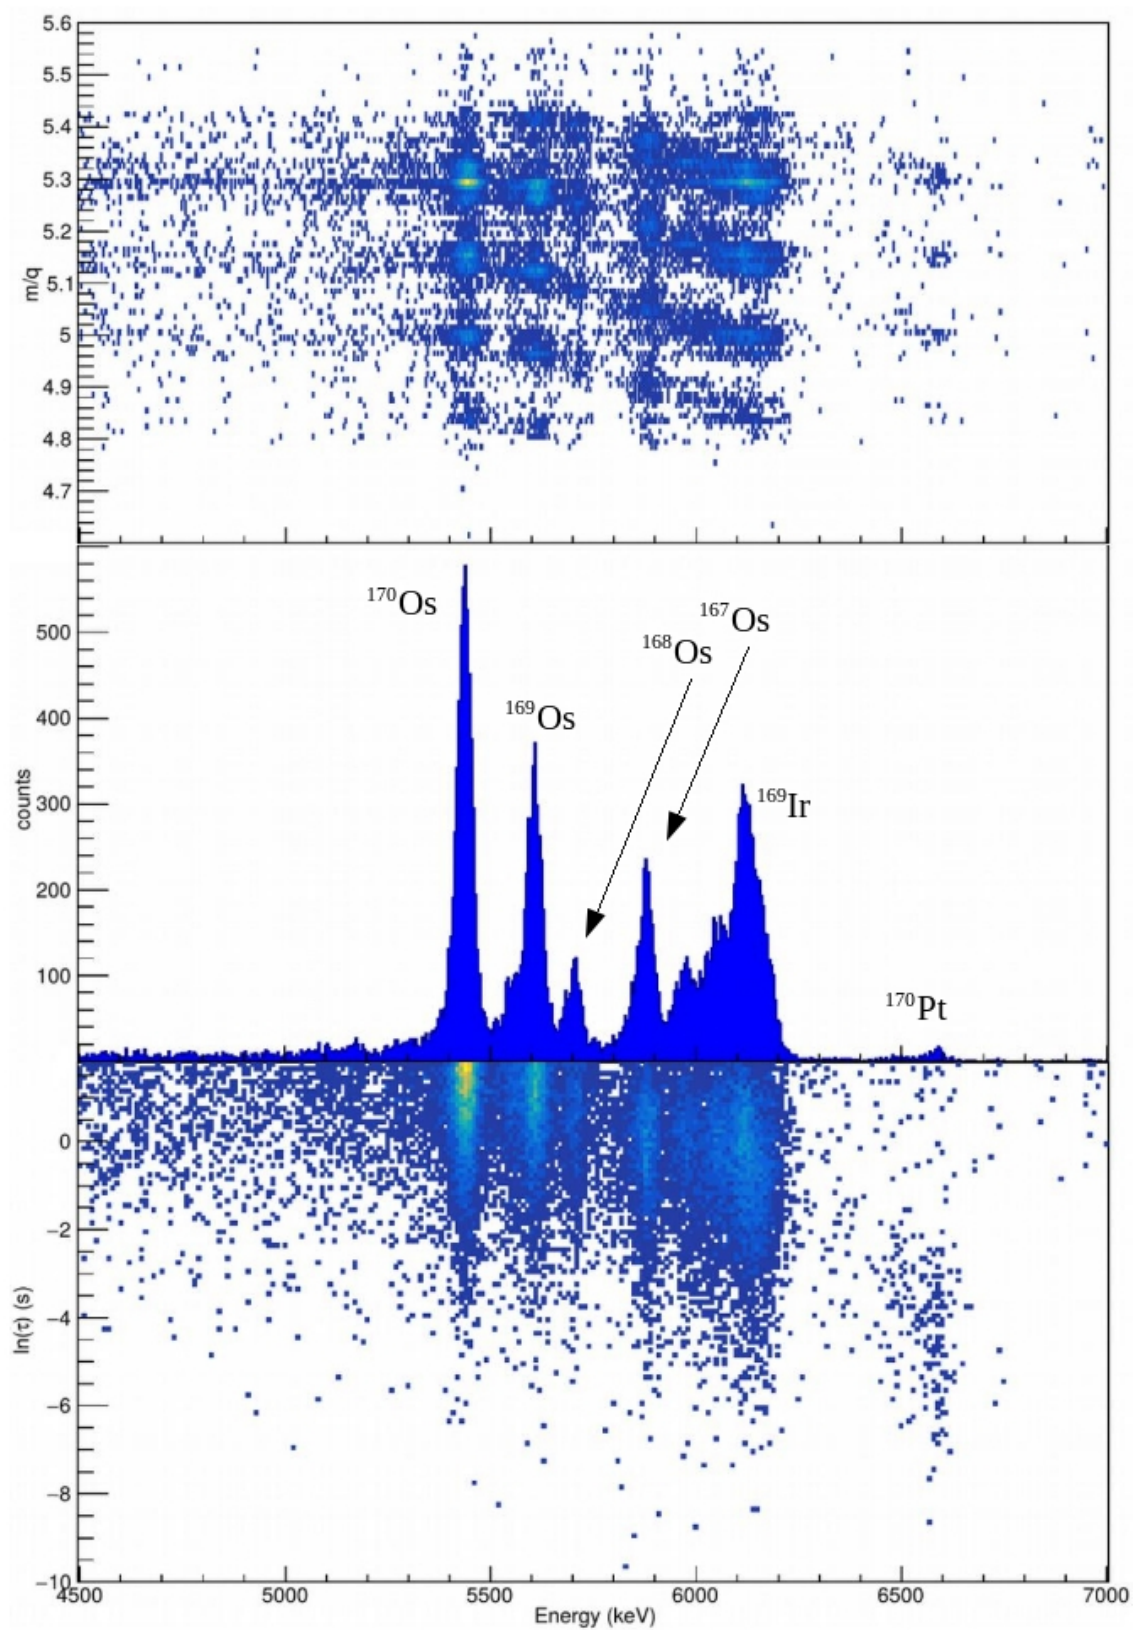 5.6
5.5
5.4
5.3
5.2
5.1
5
4.9
4.8
4.7
m/q
500
400
300
200
100
counts
¹⁷⁰Os
¹⁶⁹Os
¹⁶⁸Os
¹⁶⁷Os
¹⁶⁹Ir
¹⁷⁰Pt
0
−2
−4
−6
−8
−10
ln(τ) (s)
4500 5000 5500 6000 6500 7000
Energy (keV)